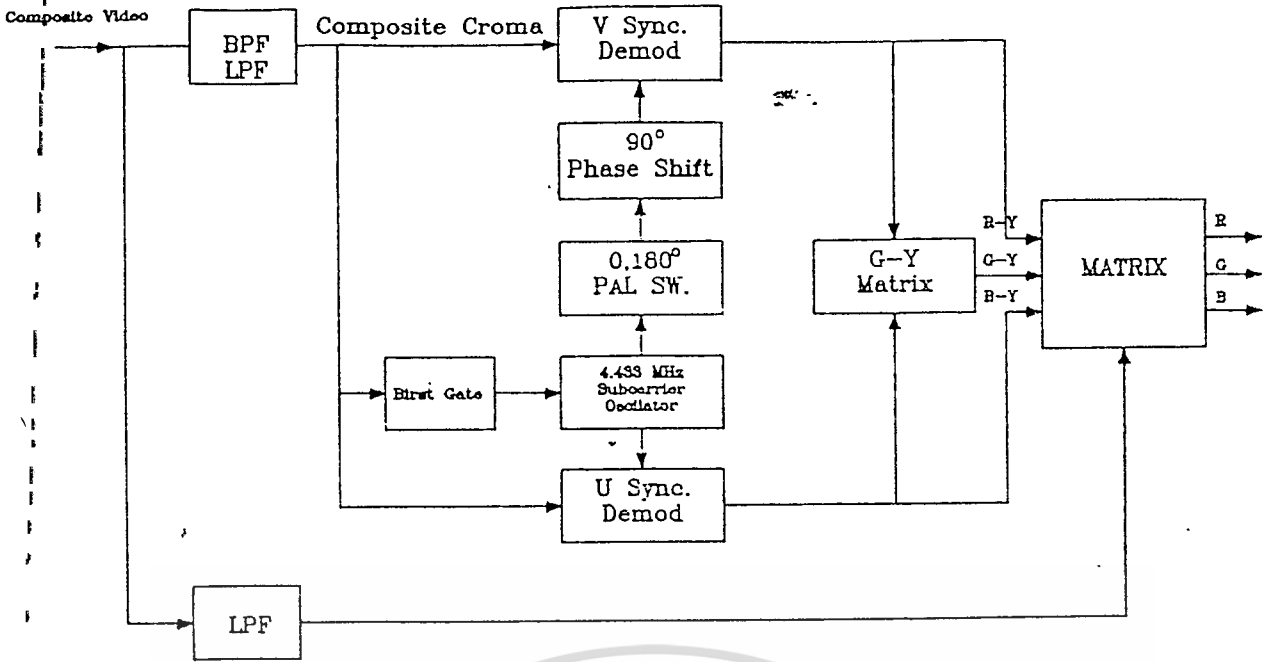 Composite Video
BPF
LPF
Composite Croma
V Sync.
Demod
90°
Phase Shift
0,180°
PAL SW.
4.433 MHz
Subcarrier
Oscilator
Birst Gate
U Sync.
Demod
G-Y
Matrix
R-Y
G-Y
B-Y
MATRIX
R
G
B
LPF